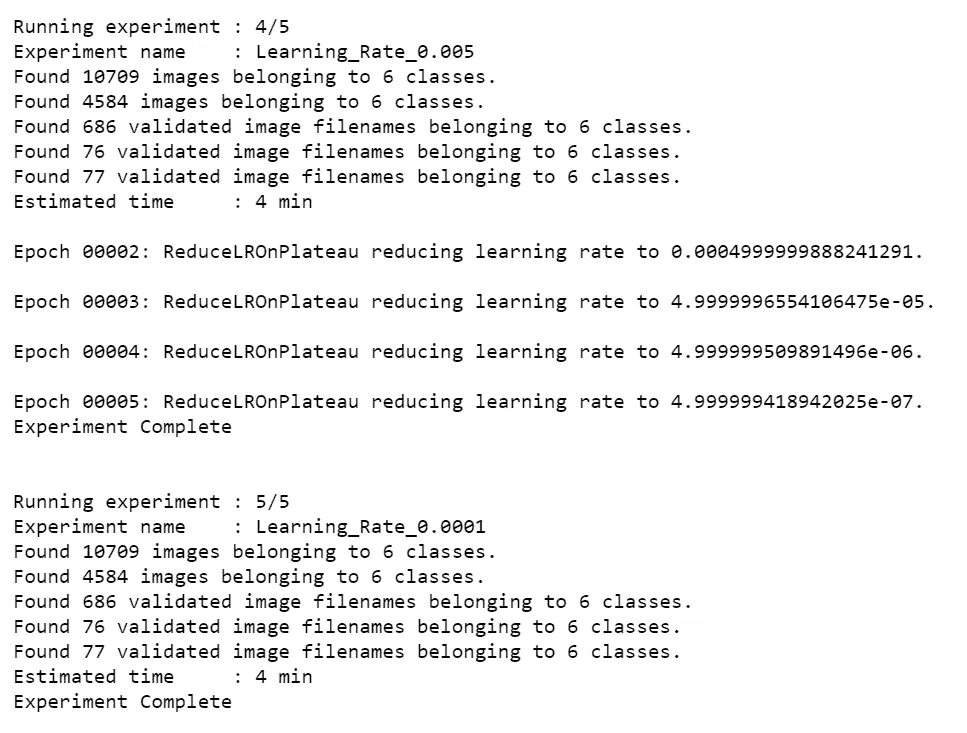 Running experiment : 4/5
Experiment name    : Learning_Rate_0.005
Found 10709 images belonging to 6 classes.
Found 4584 images belonging to 6 classes.
Found 686 validated image filenames belonging to 6 classes.
Found 76 validated image filenames belonging to 6 classes.
Found 77 validated image filenames belonging to 6 classes.
Estimated time     : 4 min
Epoch 00002: ReduceLROnPlateau reducing learning rate to 0.0004999999888241291.
Epoch 00003: ReduceLROnPlateau reducing learning rate to 4.9999996554106475e-05.
Epoch 00004: ReduceLROnPlateau reducing learning rate to 4.999999509891496e-06.
Epoch 00005: ReduceLROnPlateau reducing learning rate to 4.999999418942025e-07.
Experiment Complete
Running experiment : 5/5
Experiment name    : Learning_Rate_0.0001
Found 10709 images belonging to 6 classes.
Found 4584 images belonging to 6 classes.
Found 686 validated image filenames belonging to 6 classes.
Found 76 validated image filenames belonging to 6 classes.
Found 77 validated image filenames belonging to 6 classes.
Estimated time     : 4 min
Experiment Complete